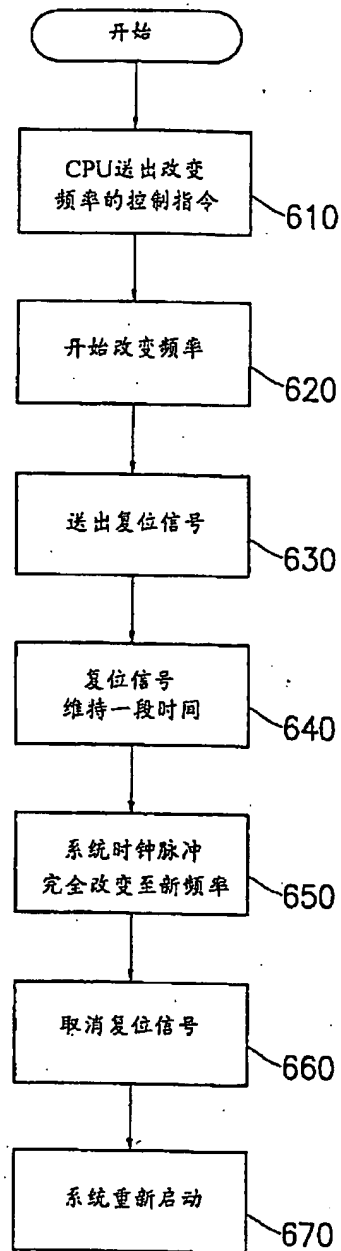 开始
CPU送出改变
频率的控制指令
610
开始改变频率
620
送出复位信号
630
复位信号
维持一段时间
640
系统时钟脉冲
完全改变至新频率
650
取消复位信号
660
系统重新启动
670